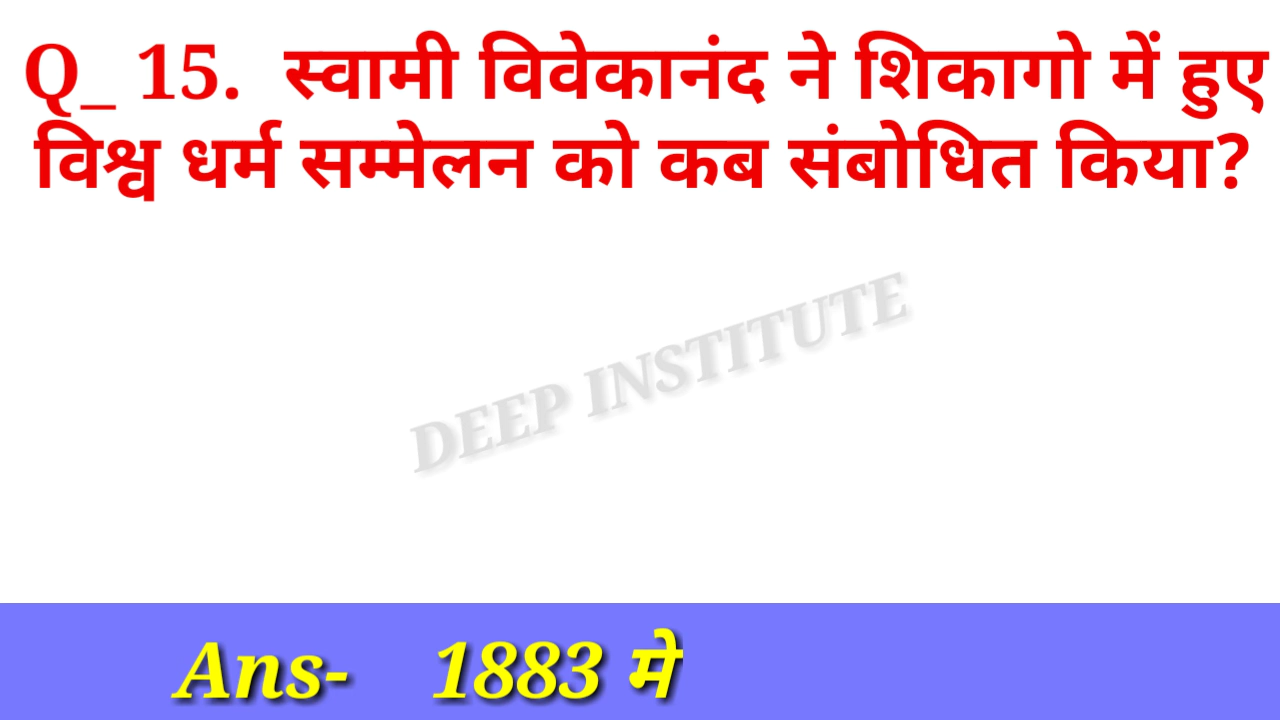 Q_ 15. स्वामी विवेकानंद ने शिकागो में हुए
विश्व धर्म सम्मेलन को कब संबोधित किया?
DEEP INSTITUTE
Ans- 1883 मे